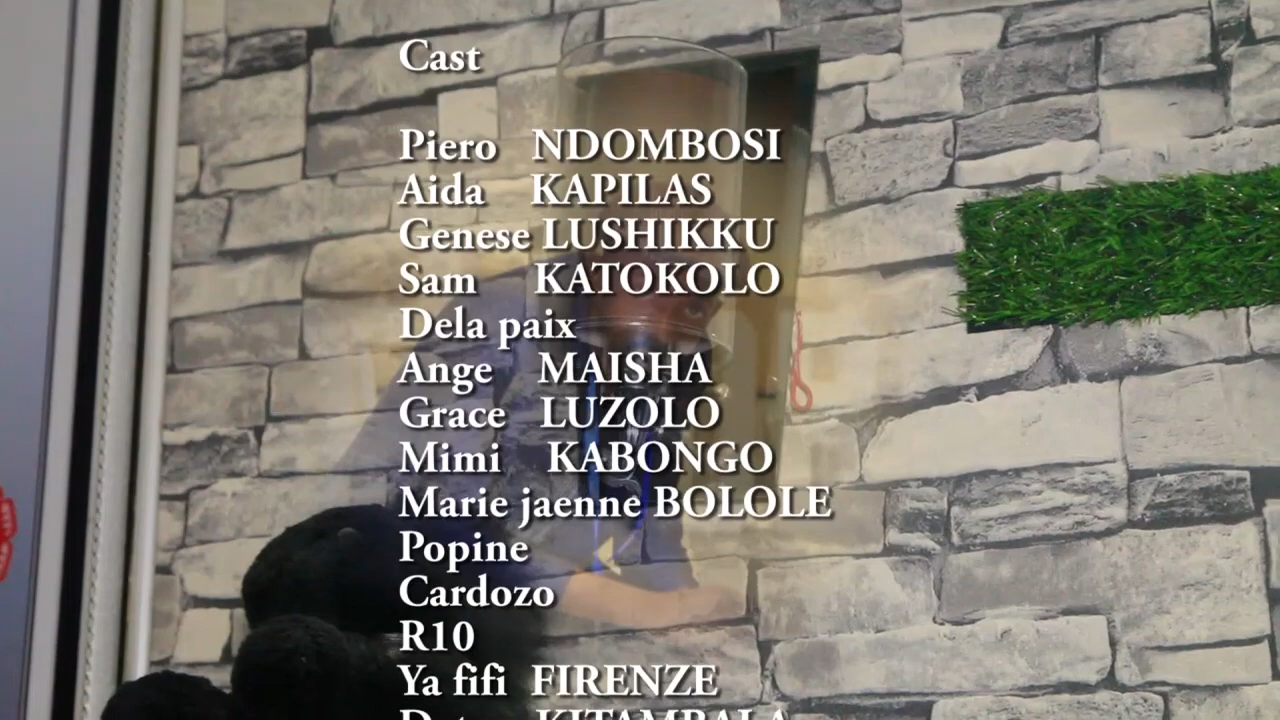 Cast
Piero NDOMBOSI
Aida KAPILAS
Genese LUSHIKKU
Sam KATOKOLO
Dela paix
Ange MAISHA
Grace LUZOLO
Mimi KABONGO
Marie jaenne BOLOLE
Popine
Cardozo
R10
Ya fifi FIRENZE
KITAMBALA